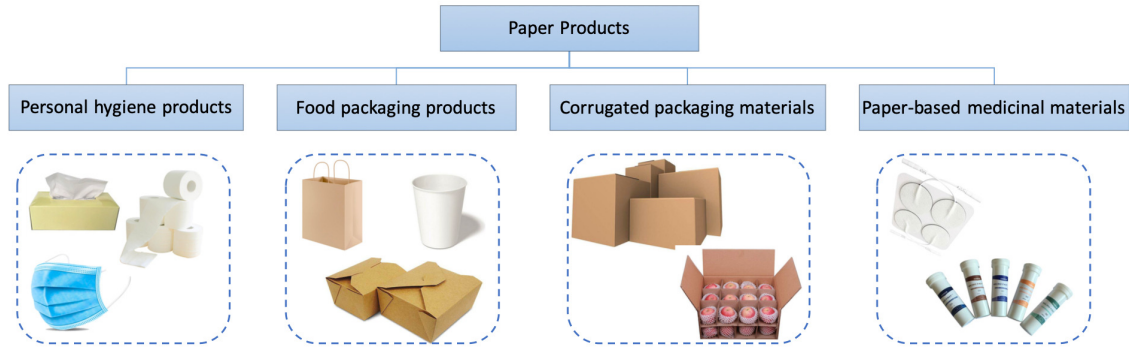 Paper Products
Personal hygiene products
Food packaging products
Corrugated packaging materials
Paper-based medicinal materials